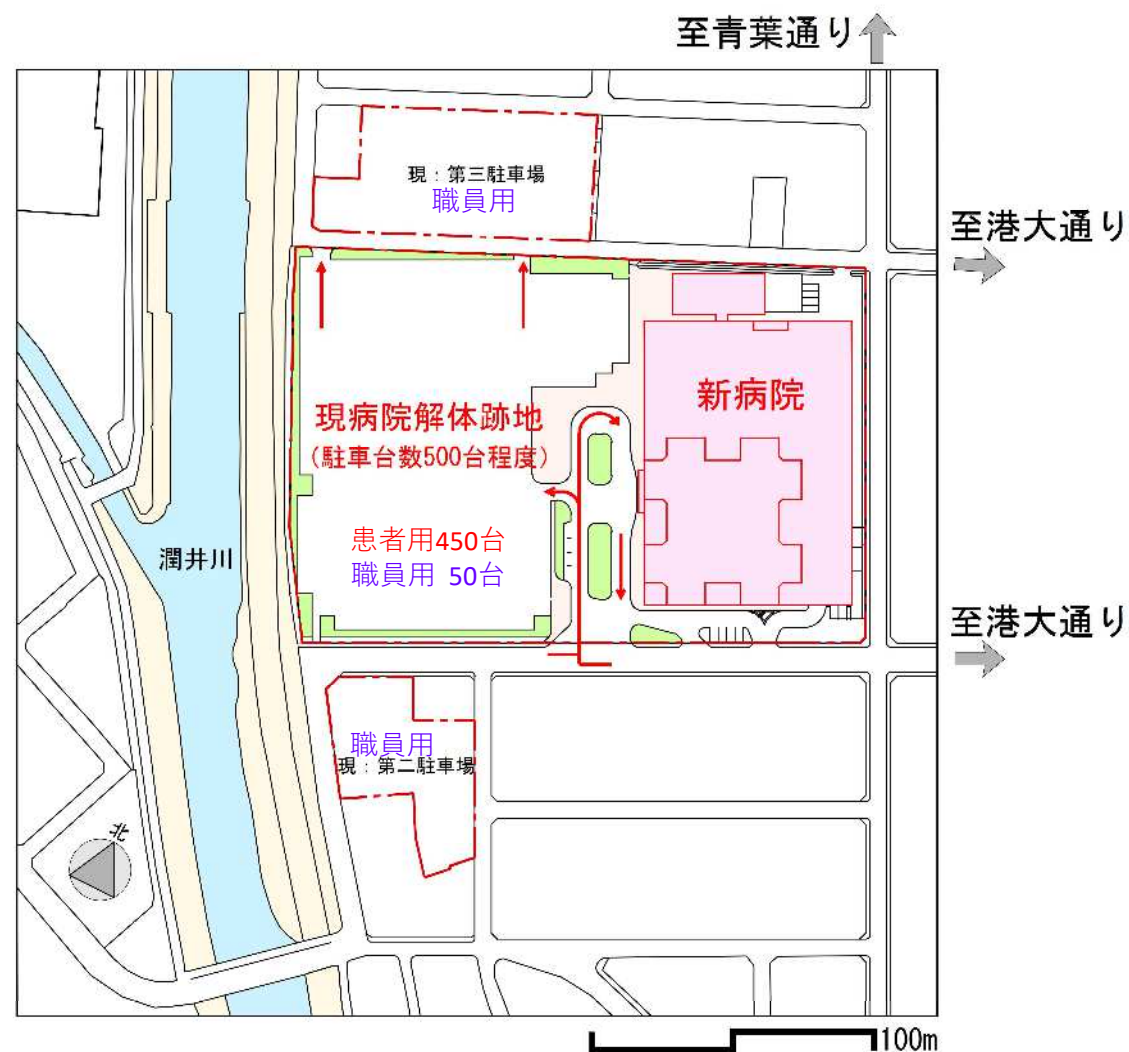 至青葉通り
現：第三駐車場
職員用
至港大通り
新病院
現病院解体跡地
(駐車台数500台程度)
患者用450台
職員用 50台
潤井川
至港大通り
職員用
現：第二駐車場
北
100m